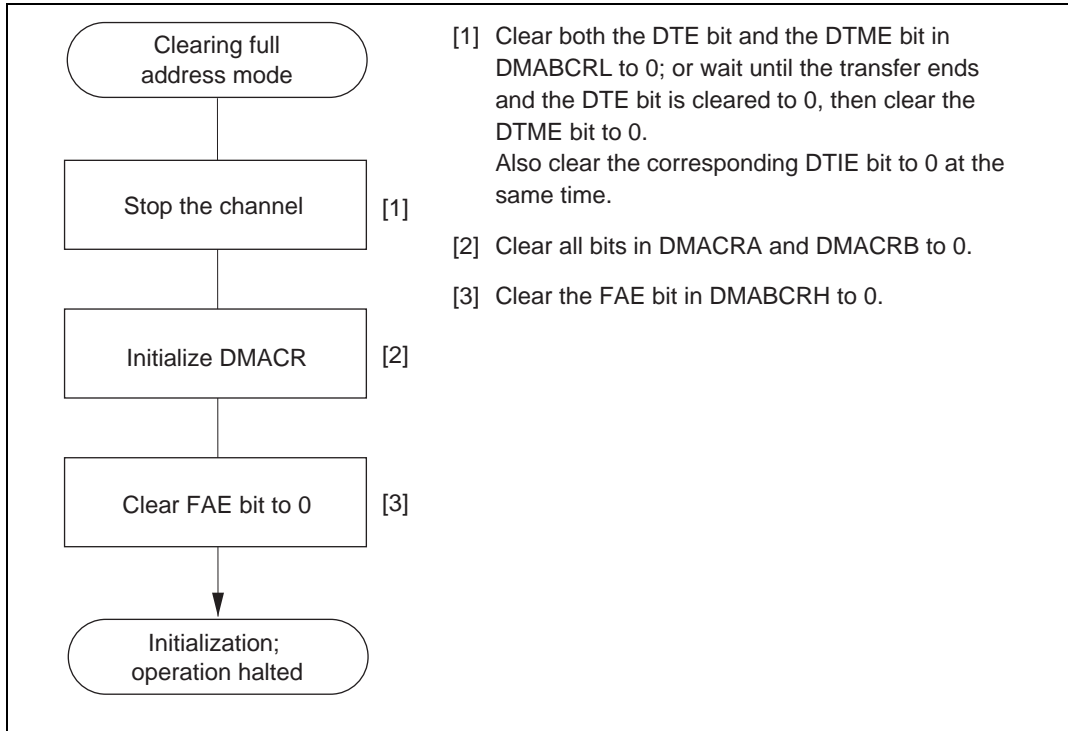 Clearing full
address mode
Stop the channel [1]
Initialize DMACR [2]
Clear FAE bit to 0 [3]
Initialization;
operation halted
[1] Clear both the DTE bit and the DTME bit in
DMABCRL to 0; or wait until the transfer ends
and the DTE bit is cleared to 0, then clear the
DTME bit to 0.
Also clear the corresponding DTIE bit to 0 at the
same time.
[2] Clear all bits in DMACRA and DMACRB to 0.
[3] Clear the FAE bit in DMABCRH to 0.